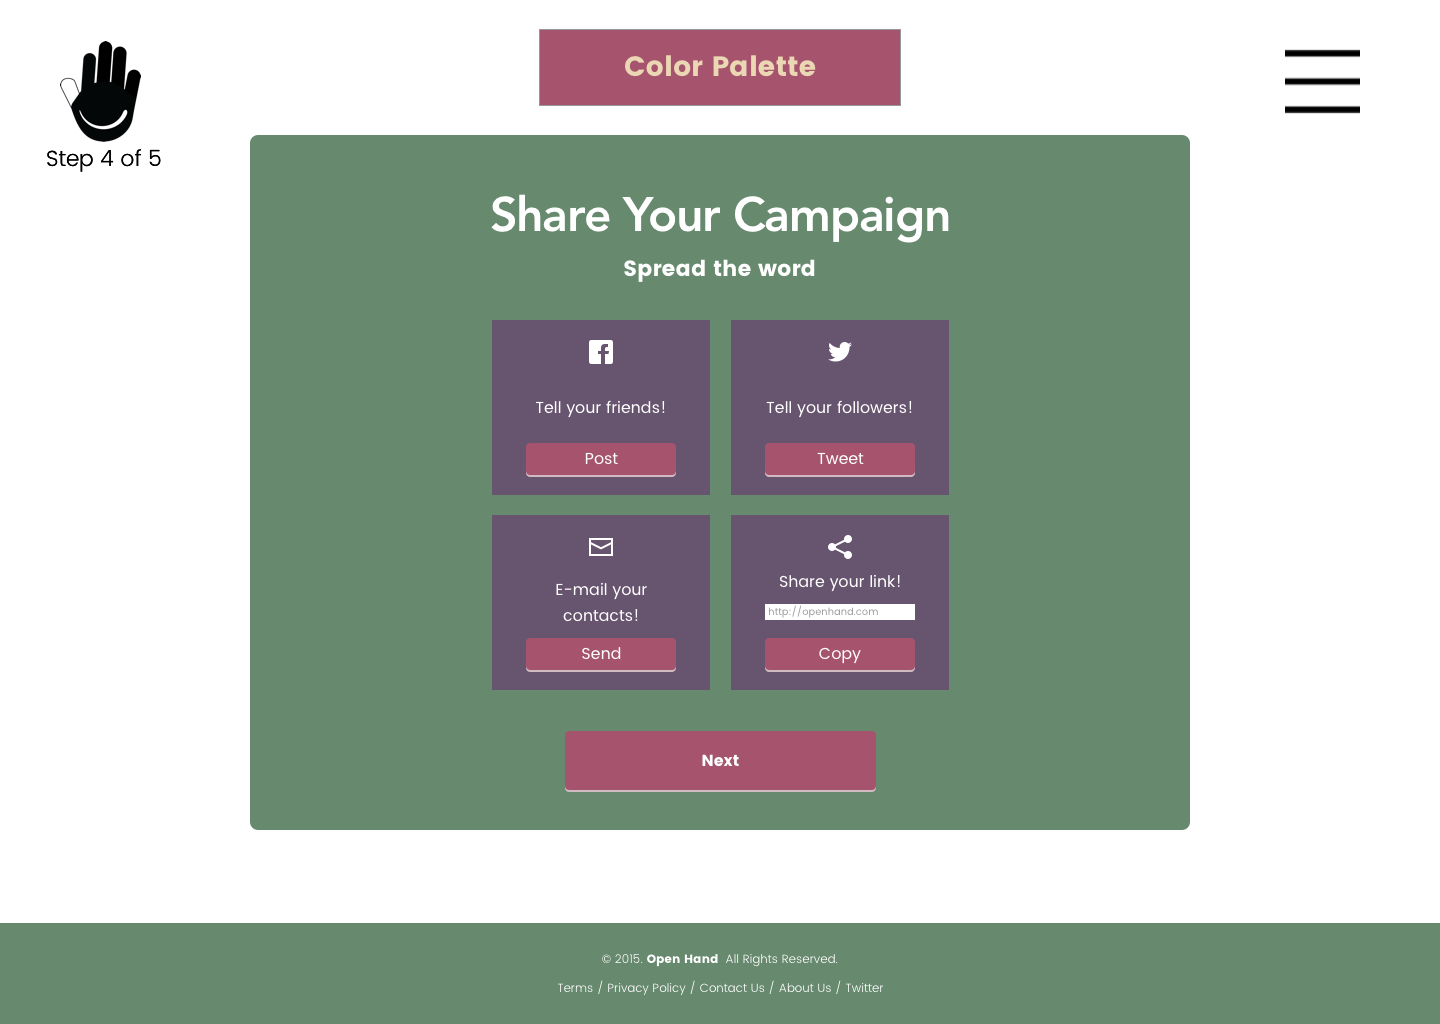 Color Palette
Step 4 of 5
Share Your Campaign
Spread the word
Tell your friends!
Post
Tell your followers!
Tweet
E-mail your
contacts!
Send
Share your link!
http://openhand.com
Copy
Next
© 2015. Open Hand All Rights Reserved.
Terms / Privacy Policy / Contact Us / About Us / Twitter